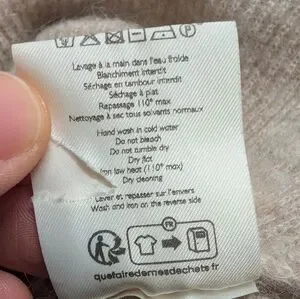 Lavage à la main dans l'eau froide
Blanchiment interdit
Séchage en tambour interdit
Séchage à plat
Repassage 110° max
Nettoyage à sec tous solvants normaux
Hand wash in cold water
Do not bleach
Do not tumble dry
Dry flat
Iron low heat (110° max)
Dry cleaning
Laver et repasser sur l'envers
Wash and iron on the reverse side
FR
quefairedemesdechets.fr